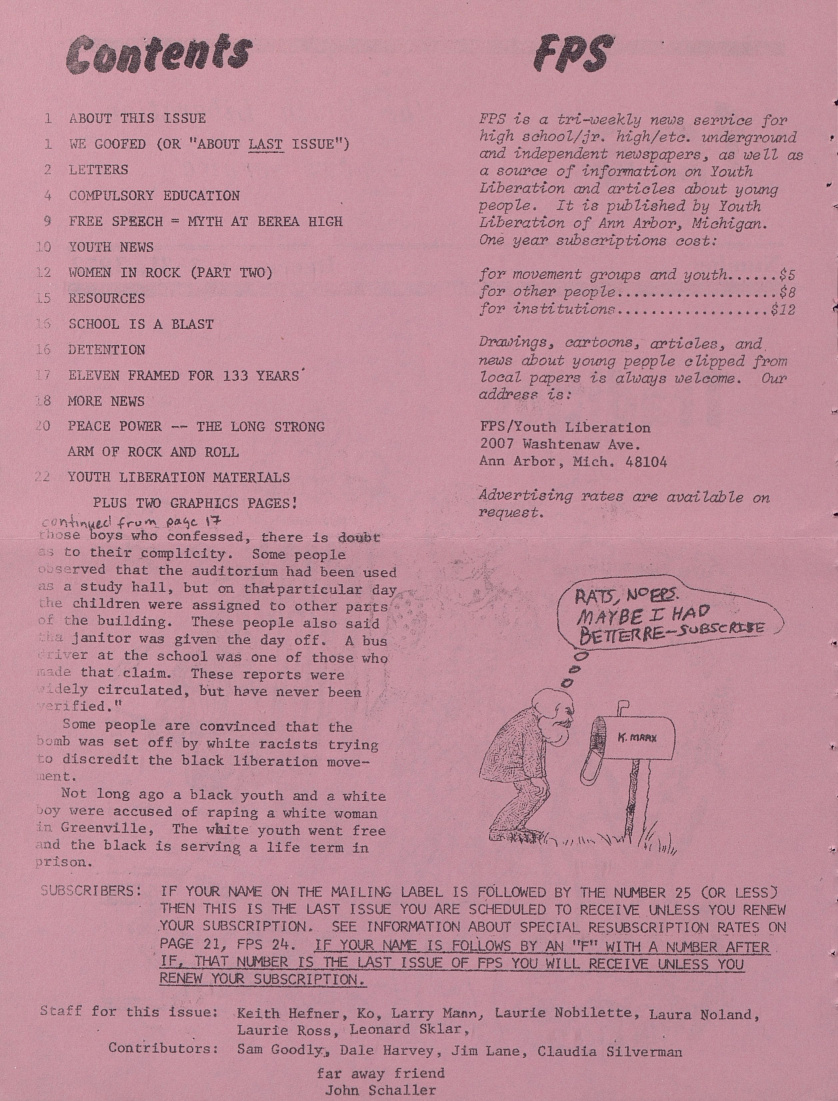 Contents
1 ABOUT THIS ISSUE
1 WE GOOFED (OR "ABOUT LAST ISSUE")
2 LETTERS
4 COMPULSORY EDUCATION
9 FREE SPEECH = MYTH AT BEREA HIGH
10 YOUTH NEWS
12 WOMEN IN ROCK (PART TWO)
15 RESOURCES
16 SCHOOL IS A BLAST
16 DETENTION
17 ELEVEN FRAMED FOR 133 YEARS
18 MORE NEWS
20 PEACE POWER -- THE LONG STRONG
ARM OF ROCK AND ROLL
22 YOUTH LIBERATION MATERIALS
PLUS TWO GRAPHICS PAGES!
continued from page 17
those boys who confessed, there is doubt
as to their complicity. Some people
observed that the auditorium had been used
as a study hall, but on thatparticular day
the children were assigned to other parts
of the building. These people also said
tha janitor was given the day off. A bus
driver at the school was one of those who
made that claim. These reports were
widely circulated, but have never been
verified."
Some people are convinced that the
bomb was set off by white racists trying
to discredit the black liberation move-
ment.
Not long ago a black youth and a white
boy were accused of raping a white woman
in Greenville, The white youth went free
and the black is serving a life term in
prison.
FPS
FPS is a tri-weekly news service for
high school/jr. high/etc. underground
and independent newspapers, as well as
a source of information on Youth
Liberation and articles about young
people. It is published by Youth
Liberation of Ann Arbor, Michigan.
One year subscriptions cost:
for movement groups and youth......$5
for other people..................$8
for institutions.................$12
Drawings, cartoons, articles, and
news about young people clipped from
local papers is always welcome. Our
address is:
FPS/Youth Liberation
2007 Washtenaw Ave.
Ann Arbor, Mich. 48104
Advertising rates are available on
request.
RATS, NO FPS.
MAYBE I HAD
BETTER RE-SUBSCRIBE
K. MARX
SUBSCRIBERS: IF YOUR NAME ON THE MAILING LABEL IS FOLLOWED BY THE NUMBER 25 (OR LESS)
THEN THIS IS THE LAST ISSUE YOU ARE SCHEDULED TO RECEIVE UNLESS YOU RENEW
YOUR SUBSCRIPTION. SEE INFORMATION ABOUT SPECIAL RESUBSCRIPTION RATES ON
PAGE 21, FPS 24. IF YOUR NAME IS FOLLOWS BY AN "F" WITH A NUMBER AFTER
IF, THAT NUMBER IS THE LAST ISSUE OF FPS YOU WILL RECEIVE UNLESS YOU
RENEW YOUR SUBSCRIPTION.
Staff for this issue: Keith Hefner, Ko, Larry Mann, Laurie Nobilette, Laura Noland,
Laurie Ross, Leonard Sklar,
Contributors: Sam Goodly, Dale Harvey, Jim Lane, Claudia Silverman
far away friend
John Schaller